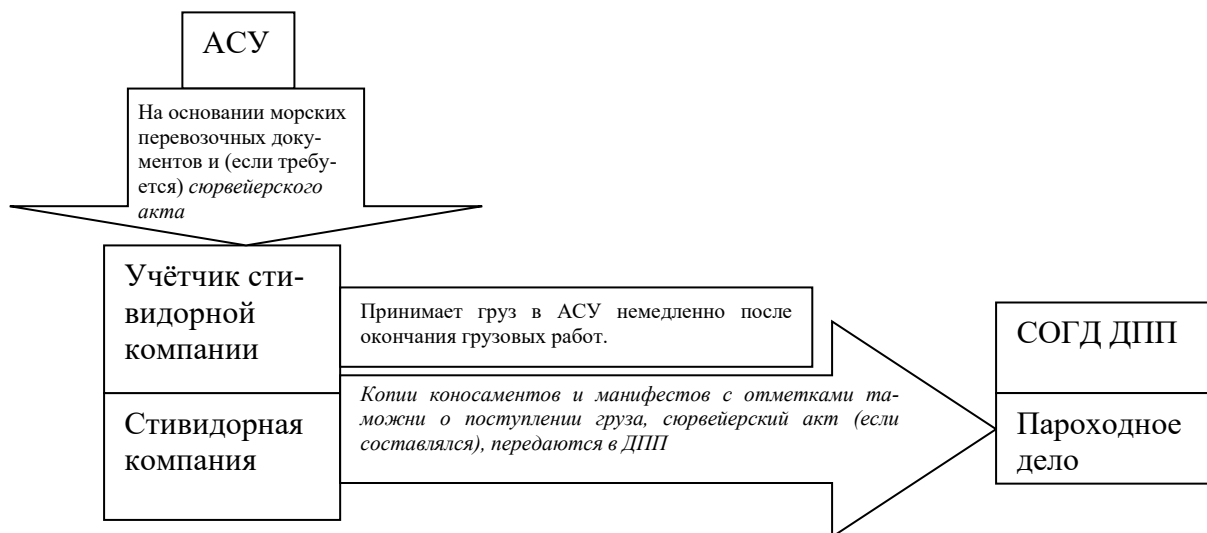 АСУ
На основании морских
перевозочных доку-
ментов и (если требу-
ется) сюрвейерского
акта
Учётчик сти-
видорной
компании
Принимает груз в АСУ немедленно после
окончания грузовых работ.
СОГД ДПП
Стивидорная
компания
Копии коносаментов и манифестов с отметками та-
можни о поступлении груза, сюрвейерский акт (если
составлялся), передаются в ДПП
Пароходное
дело